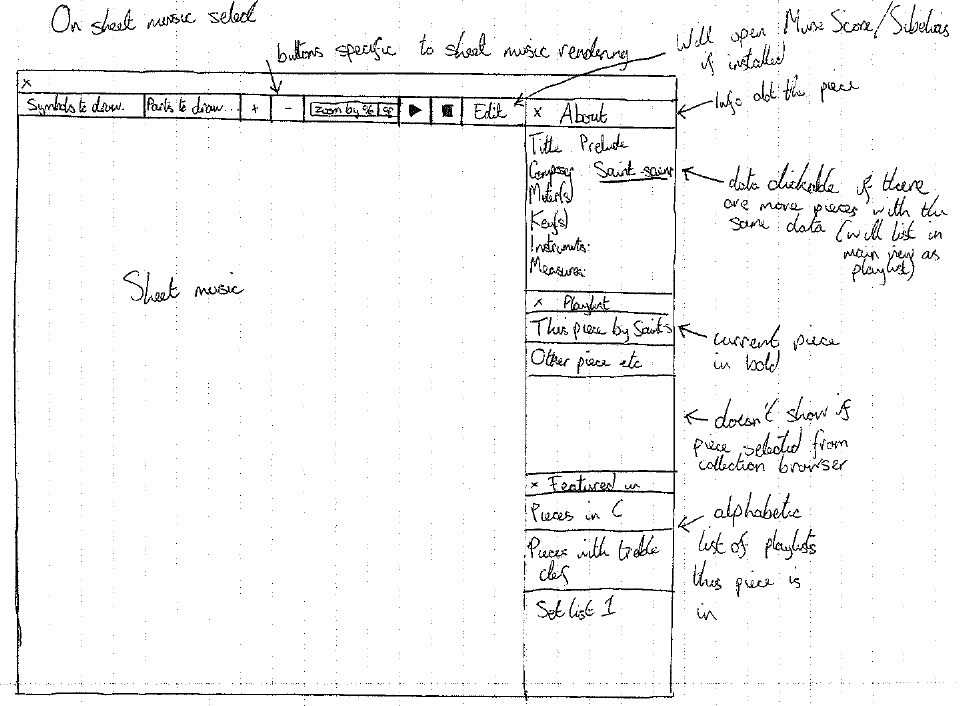 On sheet music select
buttons specific to sheet music rendering
Will open MuseScore/Sibelius
if installed
x
Symbols to draw..
Parts to draw...
+
-
zoom by %
Edit
x About
Info abt the piece
Title Prelude
Composer Saint-saens
Meter(s)
Key(s)
Instruments:
Measures:
data clickable if there
are more pieces with the
same data (will list in
main view as
playlist)
Sheet music
x Playlist
This piece by Saints
Other piece etc
current piece
in bold
doesn't show if
piece selected from
collection browser
x Featured in
Pieces in C
Pieces with treble
clef
Set list 1
alphabetic
list of playlists
this piece is
in